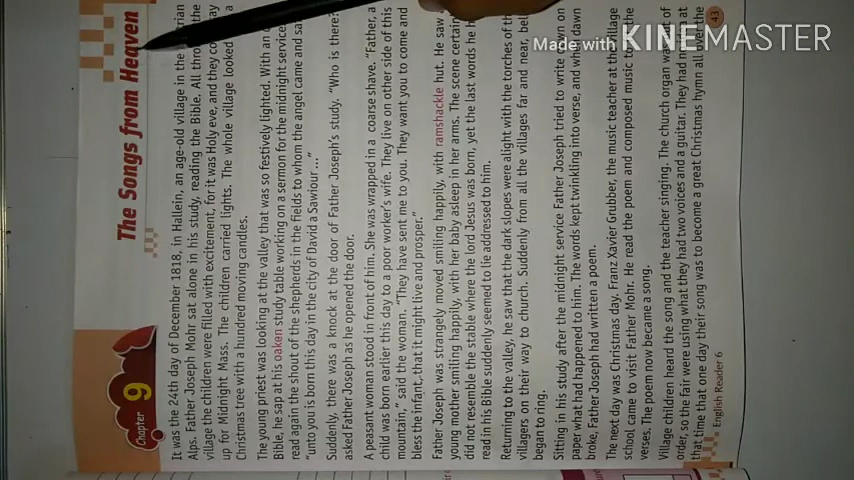 Chapter 9
The Songs from Heaven
It was the 24th day of December 1818, in Hallein, an age-old village in the
Alps. Father Joseph Mohr sat alone in his study, reading the Bible. All the
village the children were filled with excitement, for it was Holy eve, and they
up for Midnight Mass. The children carried lights. The whole village looked a
Christmas tree with a hundred moving candles.
The young priest was looking at the valley that was so festively lighted. With an
Bible, he sap at his oaken study table working on a sermon for the midnight service
read again the shout of the shepherds in the fields to whom the angel came and
"unto you is born this day in the city of David a Sawiour ..."
Suddenly, there was a knock at the door of Father Joseph's study. "Who is there?
asked Father Joseph as he opened the door.
A peasant woman stood in front of him. She was wrapped in a coarse shave. "Father, a
child was born earlier this day to a poor worker's wife. They live on other side of this
mountain," said the woman. "They have sent me to you. They want you to come and
bless the infant, that it might live and prosper."
Father Joseph was strangely moved smiling happily, with ramshackle hut. He saw
young mother smiling happily, with her baby asleep in her arms. The scene
did not resemble the stable where the lord Jesus was born, yet the last words he
read in his Bible suddenly seemed to lie addressed to him.
Returning to the valley, he saw that the dark slopes were alight with the torches of
villagers on their way to church. Suddenly from all the villages far and near,
began to ring.
Sitting in his study after the midnight service Father Joseph tried to write down on
paper what had happened to him. The words kept twinkling into verse, and when dawn
broke, Father Joseph had written a poem.
The next day was Christmas day. Franz Xavier Grubber, the music teacher at the village
school came to visit Father Mohr. He read the poem and composed music the
verses. The poem now became a song.
Village children heard the song and the teacher singing. The church organ was of
order, so the fair were using what they had two voices and a guitar. They had at
that time that one day their song was to become a great Christmas hymn all the
English Reader 6
43
Made with KINEMASTER